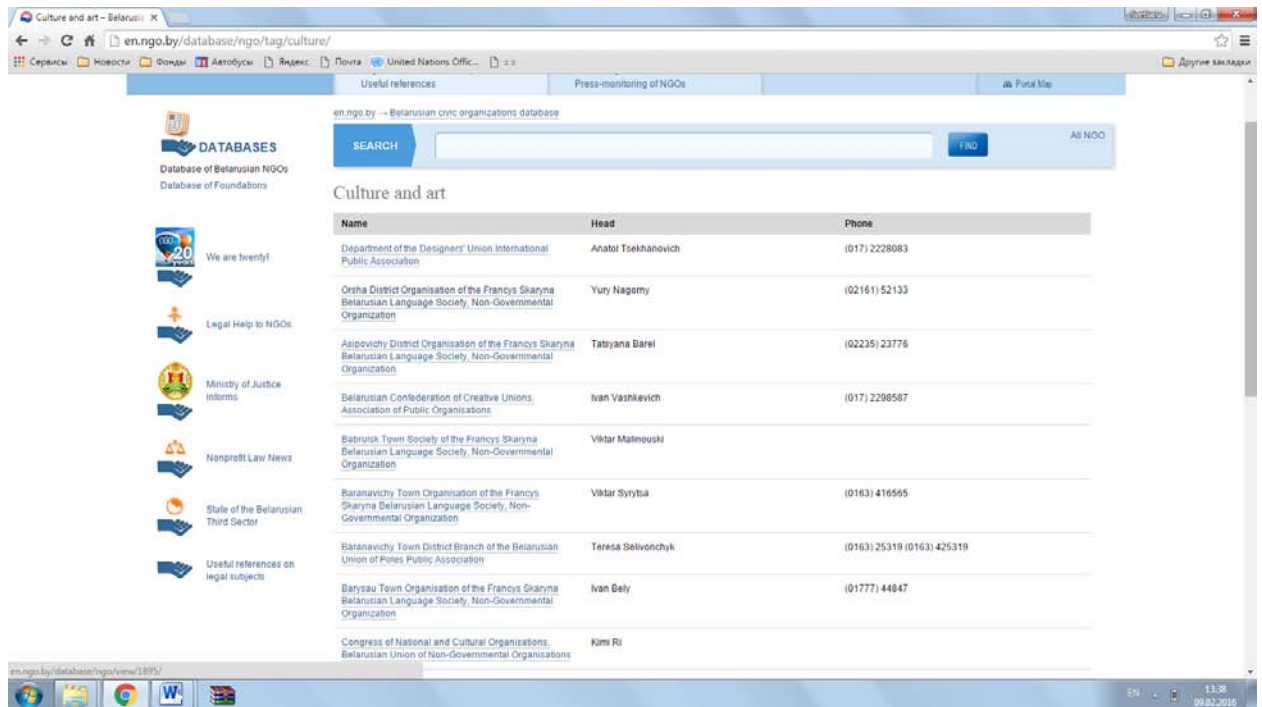 Culture and art – Belarusi
en.ngo.by/database/ngo/tag/culture/
Сервисы Новости Фонды Автобусы Яндекс Почта United Nations Offic... Другие закладки
Useful references Press-monitoring of NGOs Portal Map
en.ngo.by → Belarusian civic organizations database
DATABASES
Database of Belarusian NGOs
Database of Foundations
We are twenty!
Legal Help to NGOs
Ministry of Justice
informs
Nonprofit Law News
State of the Belarusian
Third Sector
Useful references on
legal subjects
SEARCH FIND All NGO
Culture and art
Name Head Phone
Department of the Designers' Union International
Public Association
Anatol Tsekhanovich (017) 2228083
Orsha District Organisation of the Francys Skaryna
Belarusian Language Society, Non-Governmental
Organization
Yury Nagorny (02161) 52133
Asipovichy District Organisation of the Francys Skaryna
Belarusian Language Society, Non-Governmental
Organization
Tatsiyana Barel (02235) 23776
Belarusian Confederation of Creative Unions,
Association of Public Organisations
Ivan Vashkevich (017) 2298587
Babruisk Town Society of the Francys Skaryna
Belarusian Language Society, Non-Governmental
Organization
Viktar Malinouski
Baranavichy Town Organisation of the Francys
Skaryna Belarusian Language Society, Non-
Governmental Organization
Viktar Syrytsa (0163) 416565
Baranavichy Town District Branch of the Belarusian
Union of Poles Public Association
Teresa Selivonchyk (0163) 25319 (0163) 425319
Barysau Town Organisation of the Francys Skaryna
Belarusian Language Society, Non-Governmental
Organization
Ivan Bely (01777) 44847
Congress of National and Cultural Organisations,
Belarusian Union of Non-Governmental Organisations
Kimi Ri
en.ngo.by/database/ngo/view/1895/
EN 13:38
09.02.2016